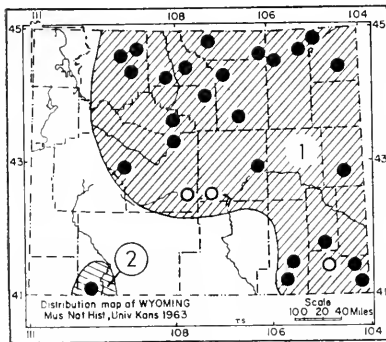 111 108 106 104
45 45
43 43
1
2
41 41
Distribution map of WYOMING
Mus Nat Hist, Univ Kans 1963
Scale
100 20 40 Miles
111 108 T S 106 104